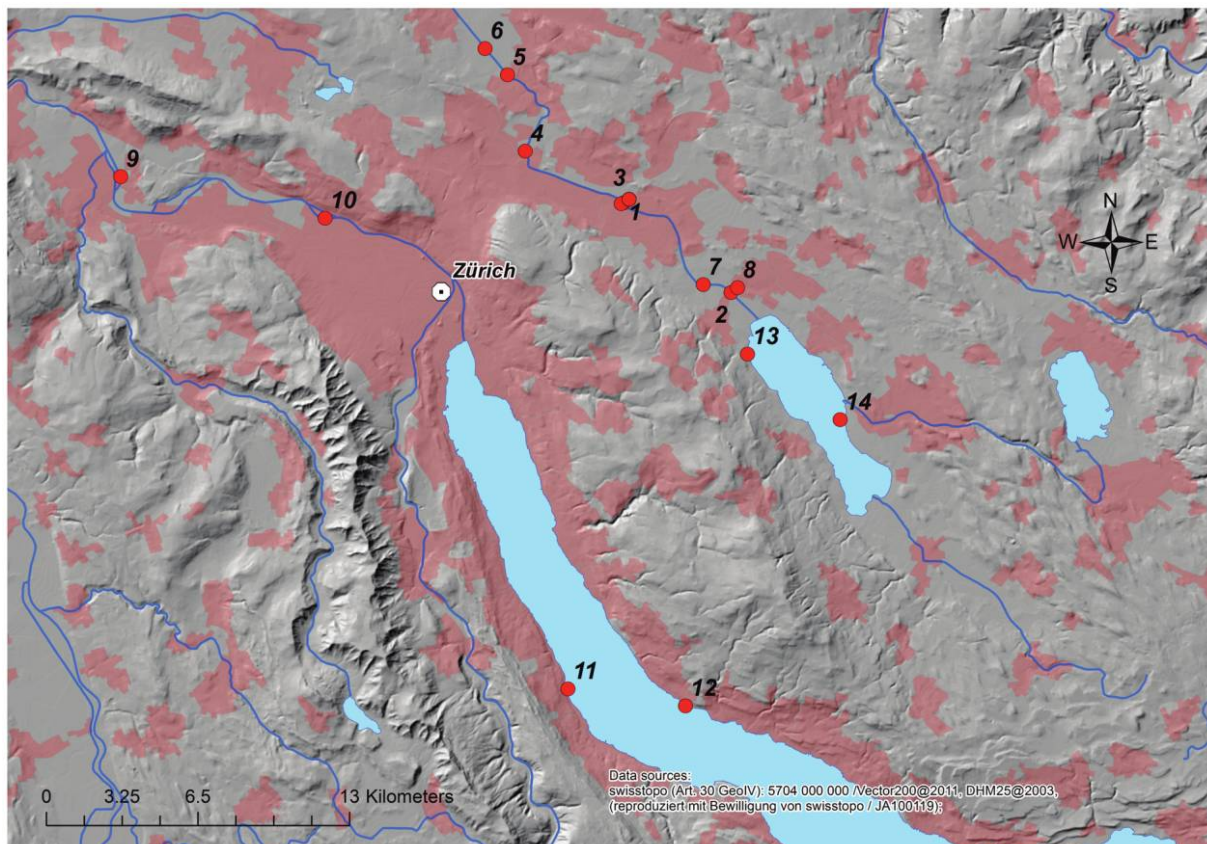 6
5
4
9
3
10
1
N
W E
S
Zürich
7 8
2
13
14
11
12
Data sources:
swisstopo (Art. 30 GeoIV): 5704 000 000 /Vector200@2011, DHM25@2003,
(reproduziert mit Bewilligung von swisstopo / JA100119);
0 3.25 6.5 13 Kilometers